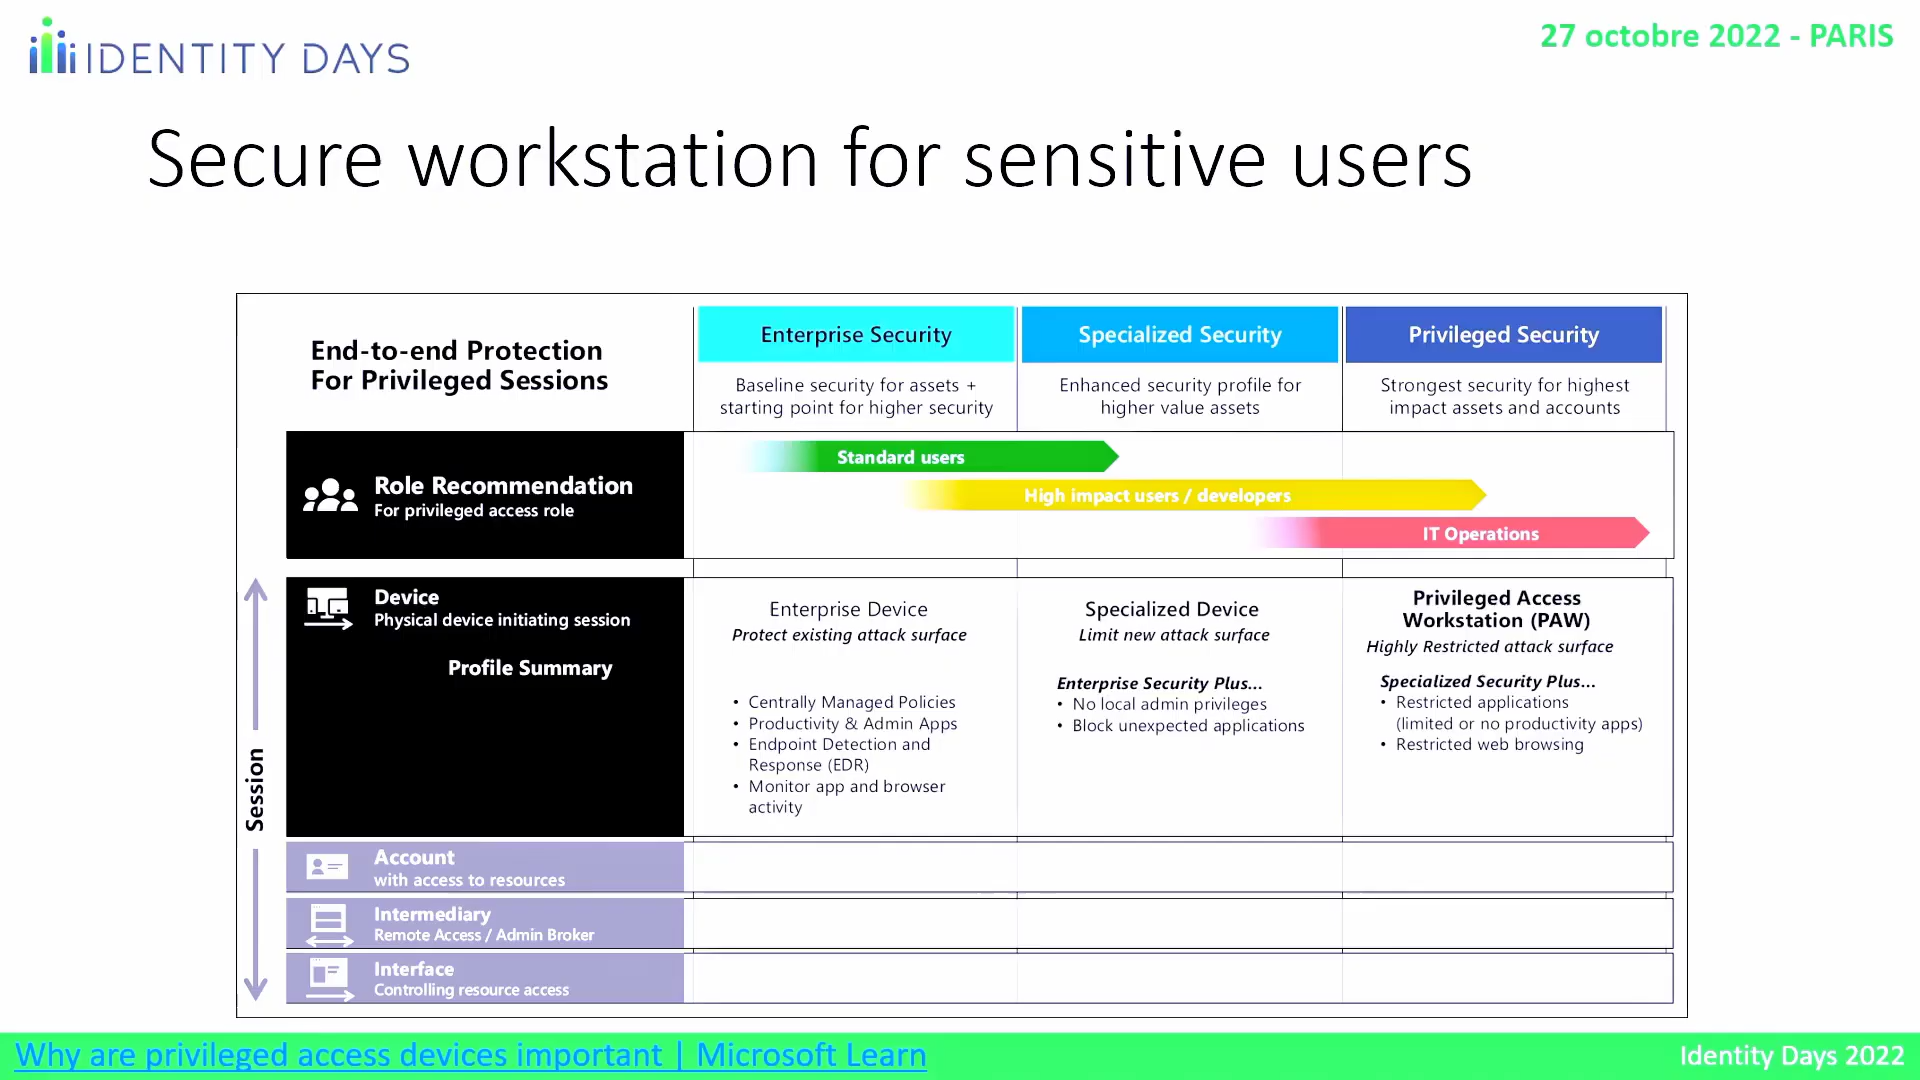 IDENTITY DAYS
27 octobre 2022 - PARIS
Secure workstation for sensitive users
End-to-end Protection
For Privileged Sessions
Enterprise Security
Specialized Security
Privileged Security
Baseline security for assets +
starting point for higher security
Enhanced security profile for
higher value assets
Strongest security for highest
impact assets and accounts
Role Recommendation
For privileged access role
Standard users
High impact users / developers
IT Operations
Session
Device
Physical device initiating session
Profile Summary
Enterprise Device
Protect existing attack surface
• Centrally Managed Policies
• Productivity & Admin Apps
• Endpoint Detection and
Response (EDR)
• Monitor app and browser
activity
Specialized Device
Limit new attack surface
Enterprise Security Plus...
• No local admin privileges
• Block unexpected applications
Privileged Access
Workstation (PAW)
Highly Restricted attack surface
Specialized Security Plus...
• Restricted applications
(limited or no productivity apps)
• Restricted web browsing
Account
with access to resources
Intermediary
Remote Access / Admin Broker
Interface
Controlling resource access
Why are privileged access devices important | Microsoft Learn
Identity Days 2022